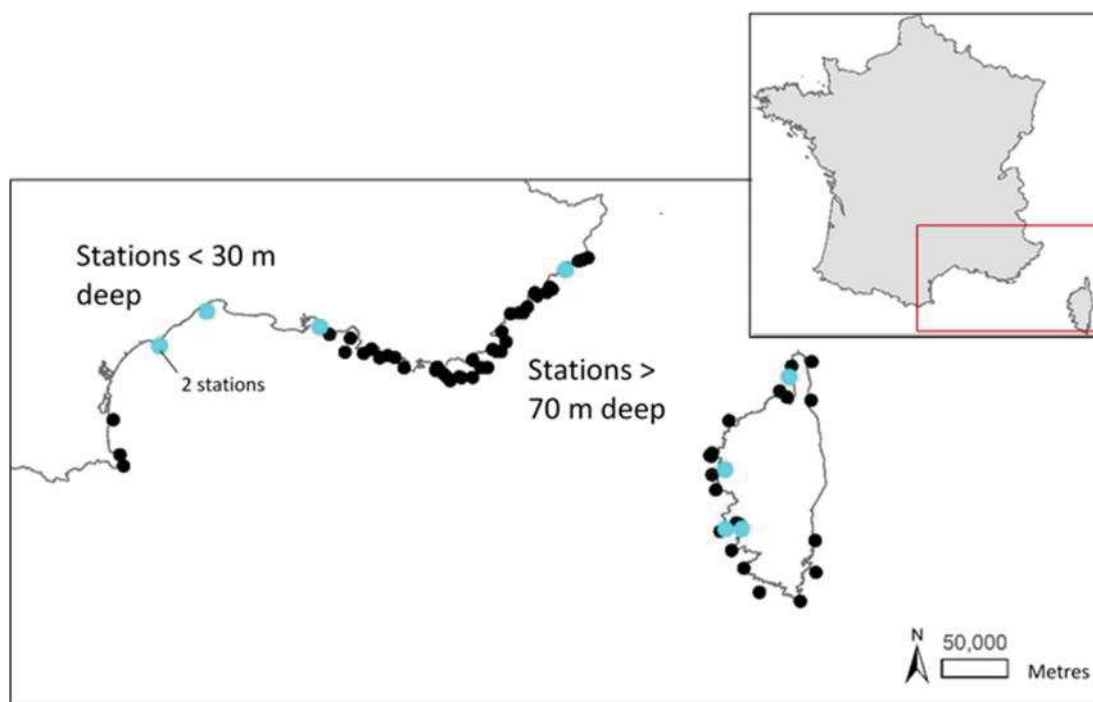 Stations < 30 m
deep
2 stations
Stations >
70 m deep
N
50,000
Metres